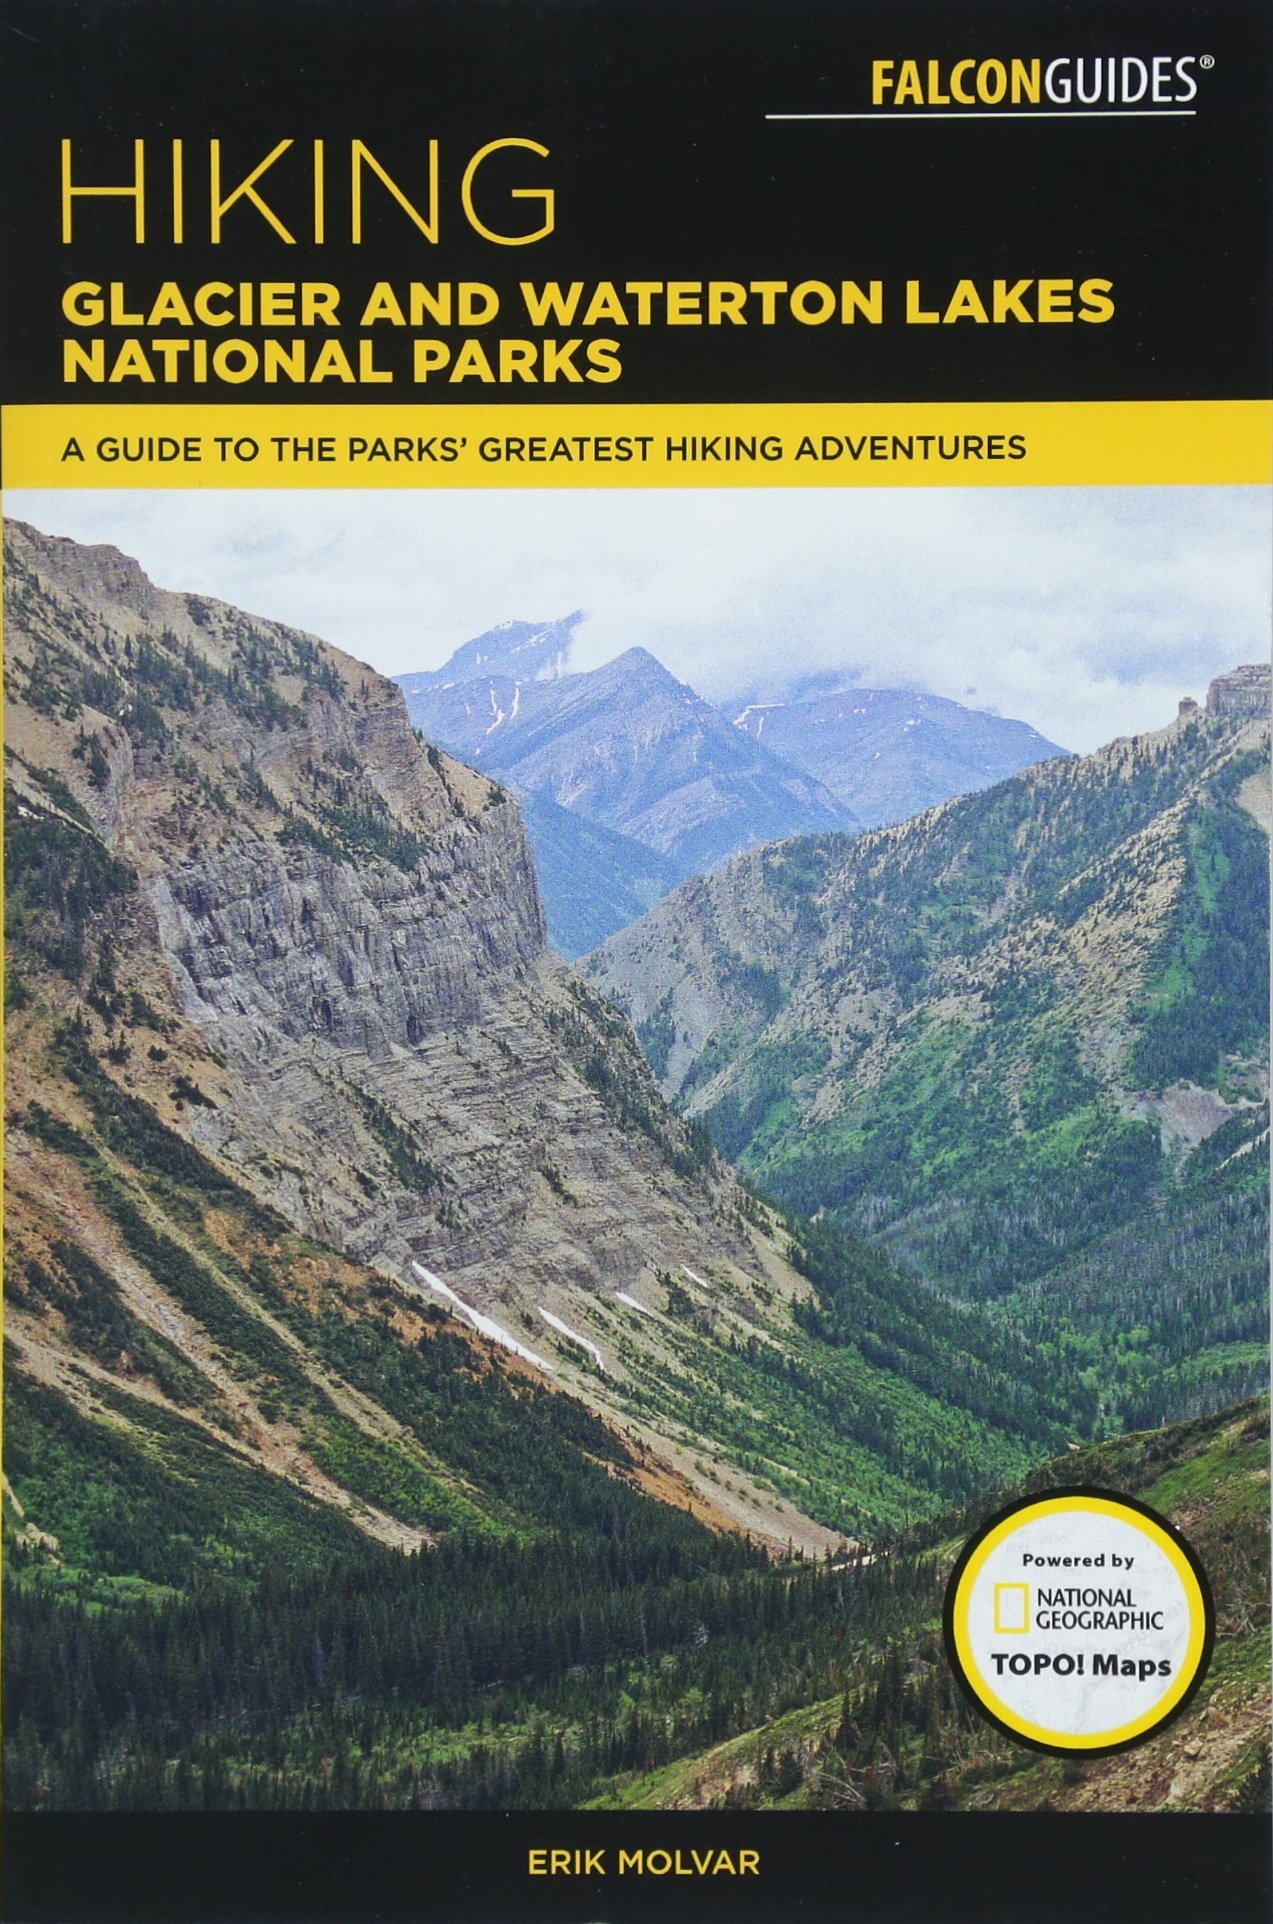 FALCONGUIDES®
HIKING
GLACIER AND WATERTON LAKES
NATIONAL PARKS
A GUIDE TO THE PARKS' GREATEST HIKING ADVENTURES
Powered by
NATIONAL
GEOGRAPHIC
TOPO! Maps
ERIK MOLVAR